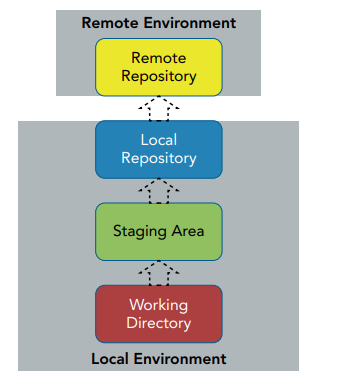 Remote Environment
Remote
Repository
Local
Repository
Staging Area
Working
Directory
Local Environment